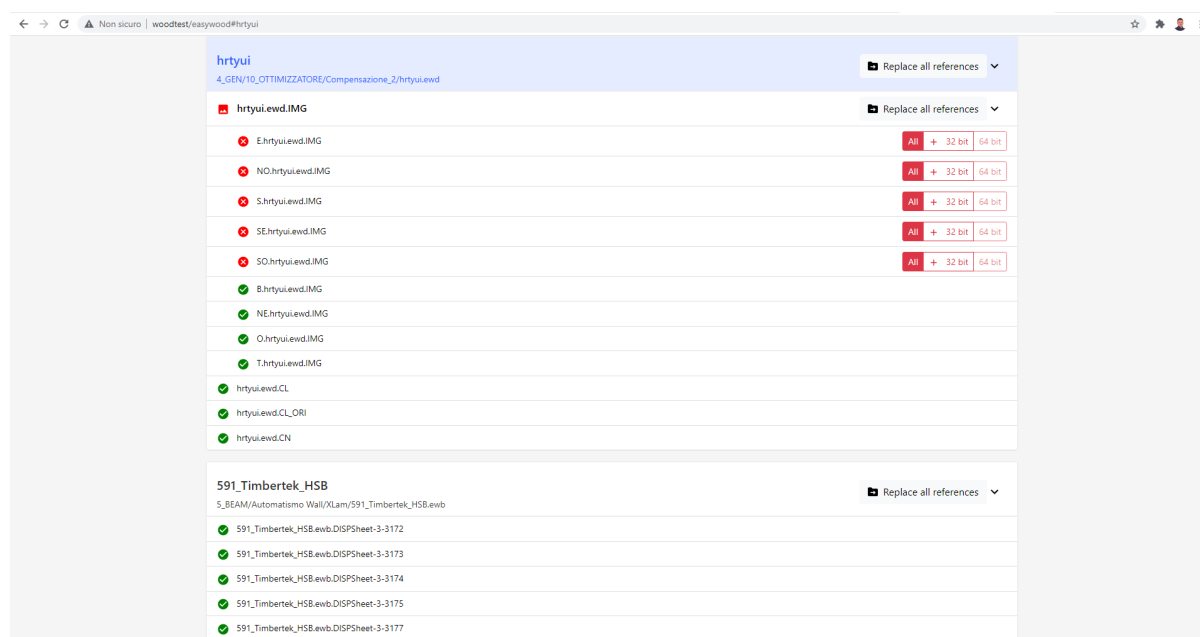 Non sicuro | woodtest/easywood#hrtyui
hrtyui
4_GEN/10_OTTIMIZZATORE/Compensazione_2/hrtyui.ewd
Replace all references
hrtyui.ewd.IMG
Replace all references
E.hrtyui.ewd.IMG
All + 32 bit 64 bit
NO.hrtyui.ewd.IMG
All + 32 bit 64 bit
S.hrtyui.ewd.IMG
All + 32 bit 64 bit
SE.hrtyui.ewd.IMG
All + 32 bit 64 bit
SO.hrtyui.ewd.IMG
All + 32 bit 64 bit
B.hrtyui.ewd.IMG
NE.hrtyui.ewd.IMG
O.hrtyui.ewd.IMG
T.hrtyui.ewd.IMG
hrtyui.ewd.CL
hrtyui.ewd.CL_ORI
hrtyui.ewd.CN
591_Timbertek_HSB
5_BEAM/Automatismo Wall/XLam/591_Timbertek_HSB.ewb
Replace all references
591_Timbertek_HSB.ewb.DISPSheet-3-3172
591_Timbertek_HSB.ewb.DISPSheet-3-3173
591_Timbertek_HSB.ewb.DISPSheet-3-3174
591_Timbertek_HSB.ewb.DISPSheet-3-3175
591_Timbertek_HSB.ewb.DISPSheet-3-3177